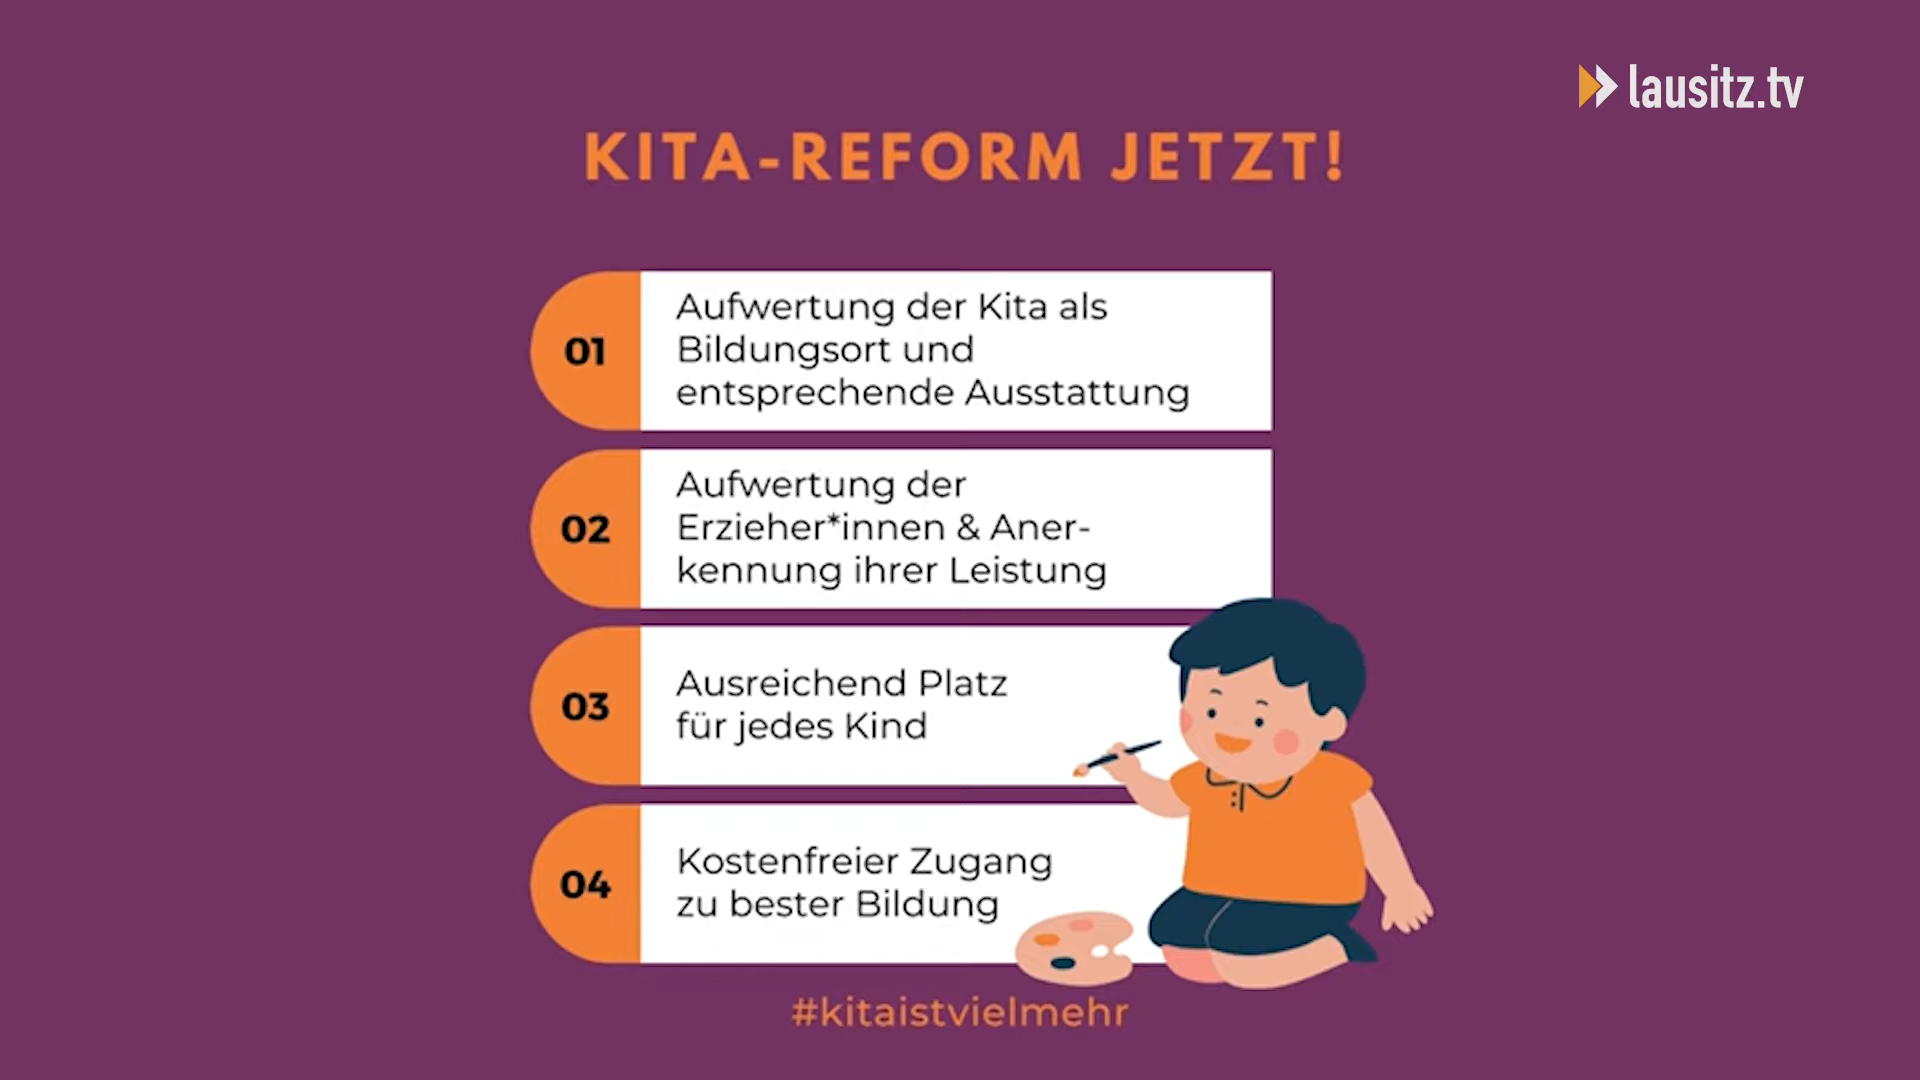 lausitz.tv
KITA-REFORM JETZT!
01
Aufwertung der Kita als
Bildungsort und
entsprechende Ausstattung
02
Aufwertung der
Erzieher*innen & Aner-
kennung ihrer Leistung
03
Ausreichend Platz
für jedes Kind
04
Kostenfreier Zugang
zu bester Bildung
#kitaistvielmehr